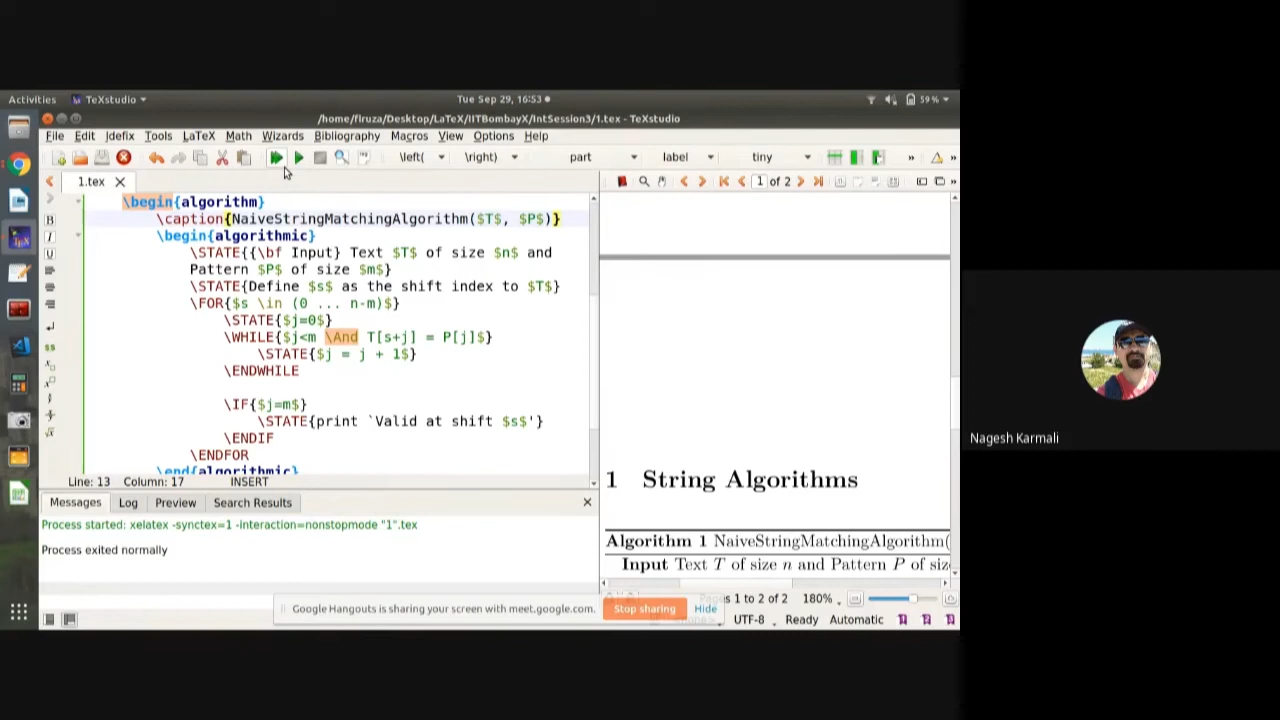 Activities TeXstudio Tue Sep 29, 16:53 59 %
/home/firuza/Desktop/LaTeX/IITBombayX/IntSession3/1.tex - TeXstudio
File Edit Idefix Tools LaTeX Math Wizards Bibliography Macros View Options Help
\left( \right) part label tiny
1.tex 1 of 2
\begin{algorithm}
\caption{NaiveStringMatchingAlgorithm($T$, $P$)}
\begin{algorithmic}
\STATE{{\bf Input} Text $T$ of size $n$ and
Pattern $P$ of size $m$}
\STATE{Define $s$ as the shift index to $T$}
\FOR{$s \in (0 ... n-m)$}
\STATE{$j=0$}
\WHILE{$j<m \And T[s+j] = P[j]$}
\STATE{$j = j + 1$}
\ENDWHILE
\IF{$j=m$}
\STATE{print `Valid at shift $s$'}
\ENDIF
\ENDFOR
\end{algorithmic}
Line: 13 Column: 17 INSERT
Messages Log Preview Search Results
Process started: xelatex -synctex=1 -interaction=nonstopmode "1".tex
Process exited normally
1 String Algorithms
Algorithm 1 NaiveStringMatchingAlgorithm(
Input Text T of size n and Pattern P of siz
Google Hangouts is sharing your screen with meet.google.com. Stop sharing Hide
s 1 to 2 of 2 180%
UTF-8 Ready Automatic
Nagesh Karmali